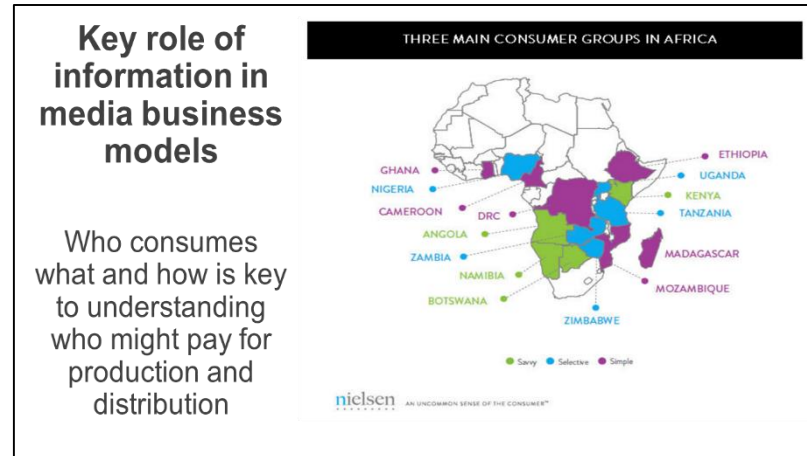 Key role of
information in
media business
models
Who consumes
what and how is key
to understanding
who might pay for
production and
distribution
THREE MAIN CONSUMER GROUPS IN AFRICA
GHANA
NIGERIA
CAMEROON
DRC
ANGOLA
ZAMBIA
NAMIBIA
BOTSWANA
ETHIOPIA
UGANDA
KENYA
TANZANIA
MADAGASCAR
MOZAMBIQUE
ZIMBABWE
Savvy Selective Simple
nielsen AN UNCOMMON SENSE OF THE CONSUMER™